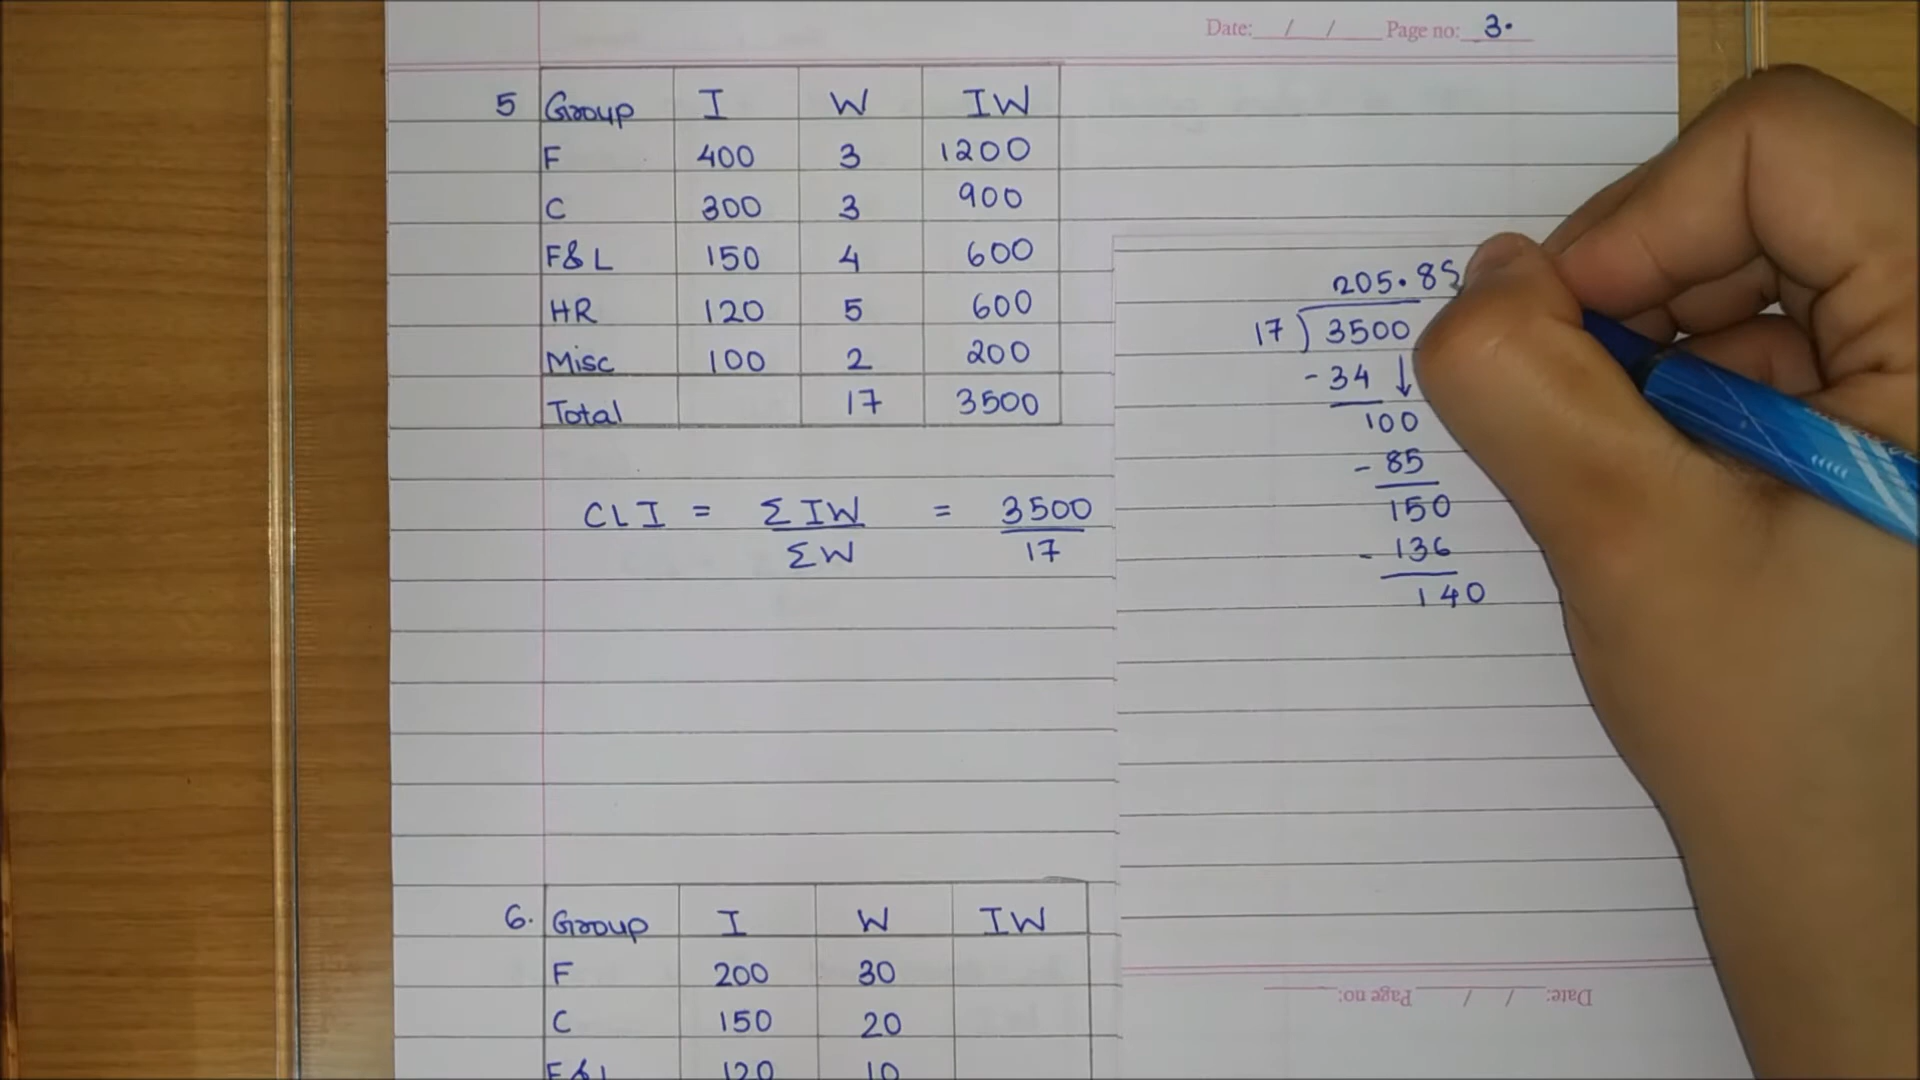 Date: / / Page no: 3.
5 Group I W IW
F 400 3 1200
C 300 3 900
F&L 150 4 600
HR 120 5 600
Misc 100 2 200
Total 17 3500
CLI = ΣIW = 3500
ΣW 17
205.85
17 ) 3500
- 34 ↓
100
- 85
150
- 136
140
6. Group I W IW
F 200 30
C 150 20
F&L 120 10
Date: / / Page no: